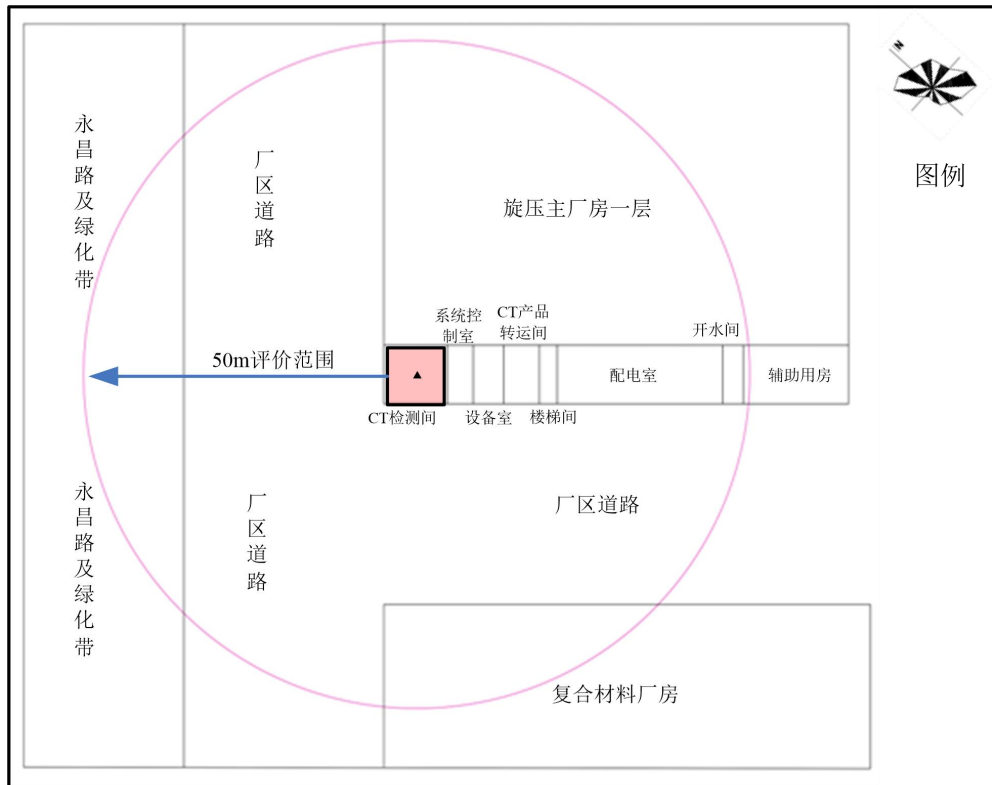 N
图例
永昌路及绿化带
厂区道路
旋压主厂房一层
系统控
制室
CT产品
转运间
开水间
50m评价范围
配电室
辅助用房
CT检测间
设备室
楼梯间
永昌路及绿化带
厂区道路
厂区道路
复合材料厂房